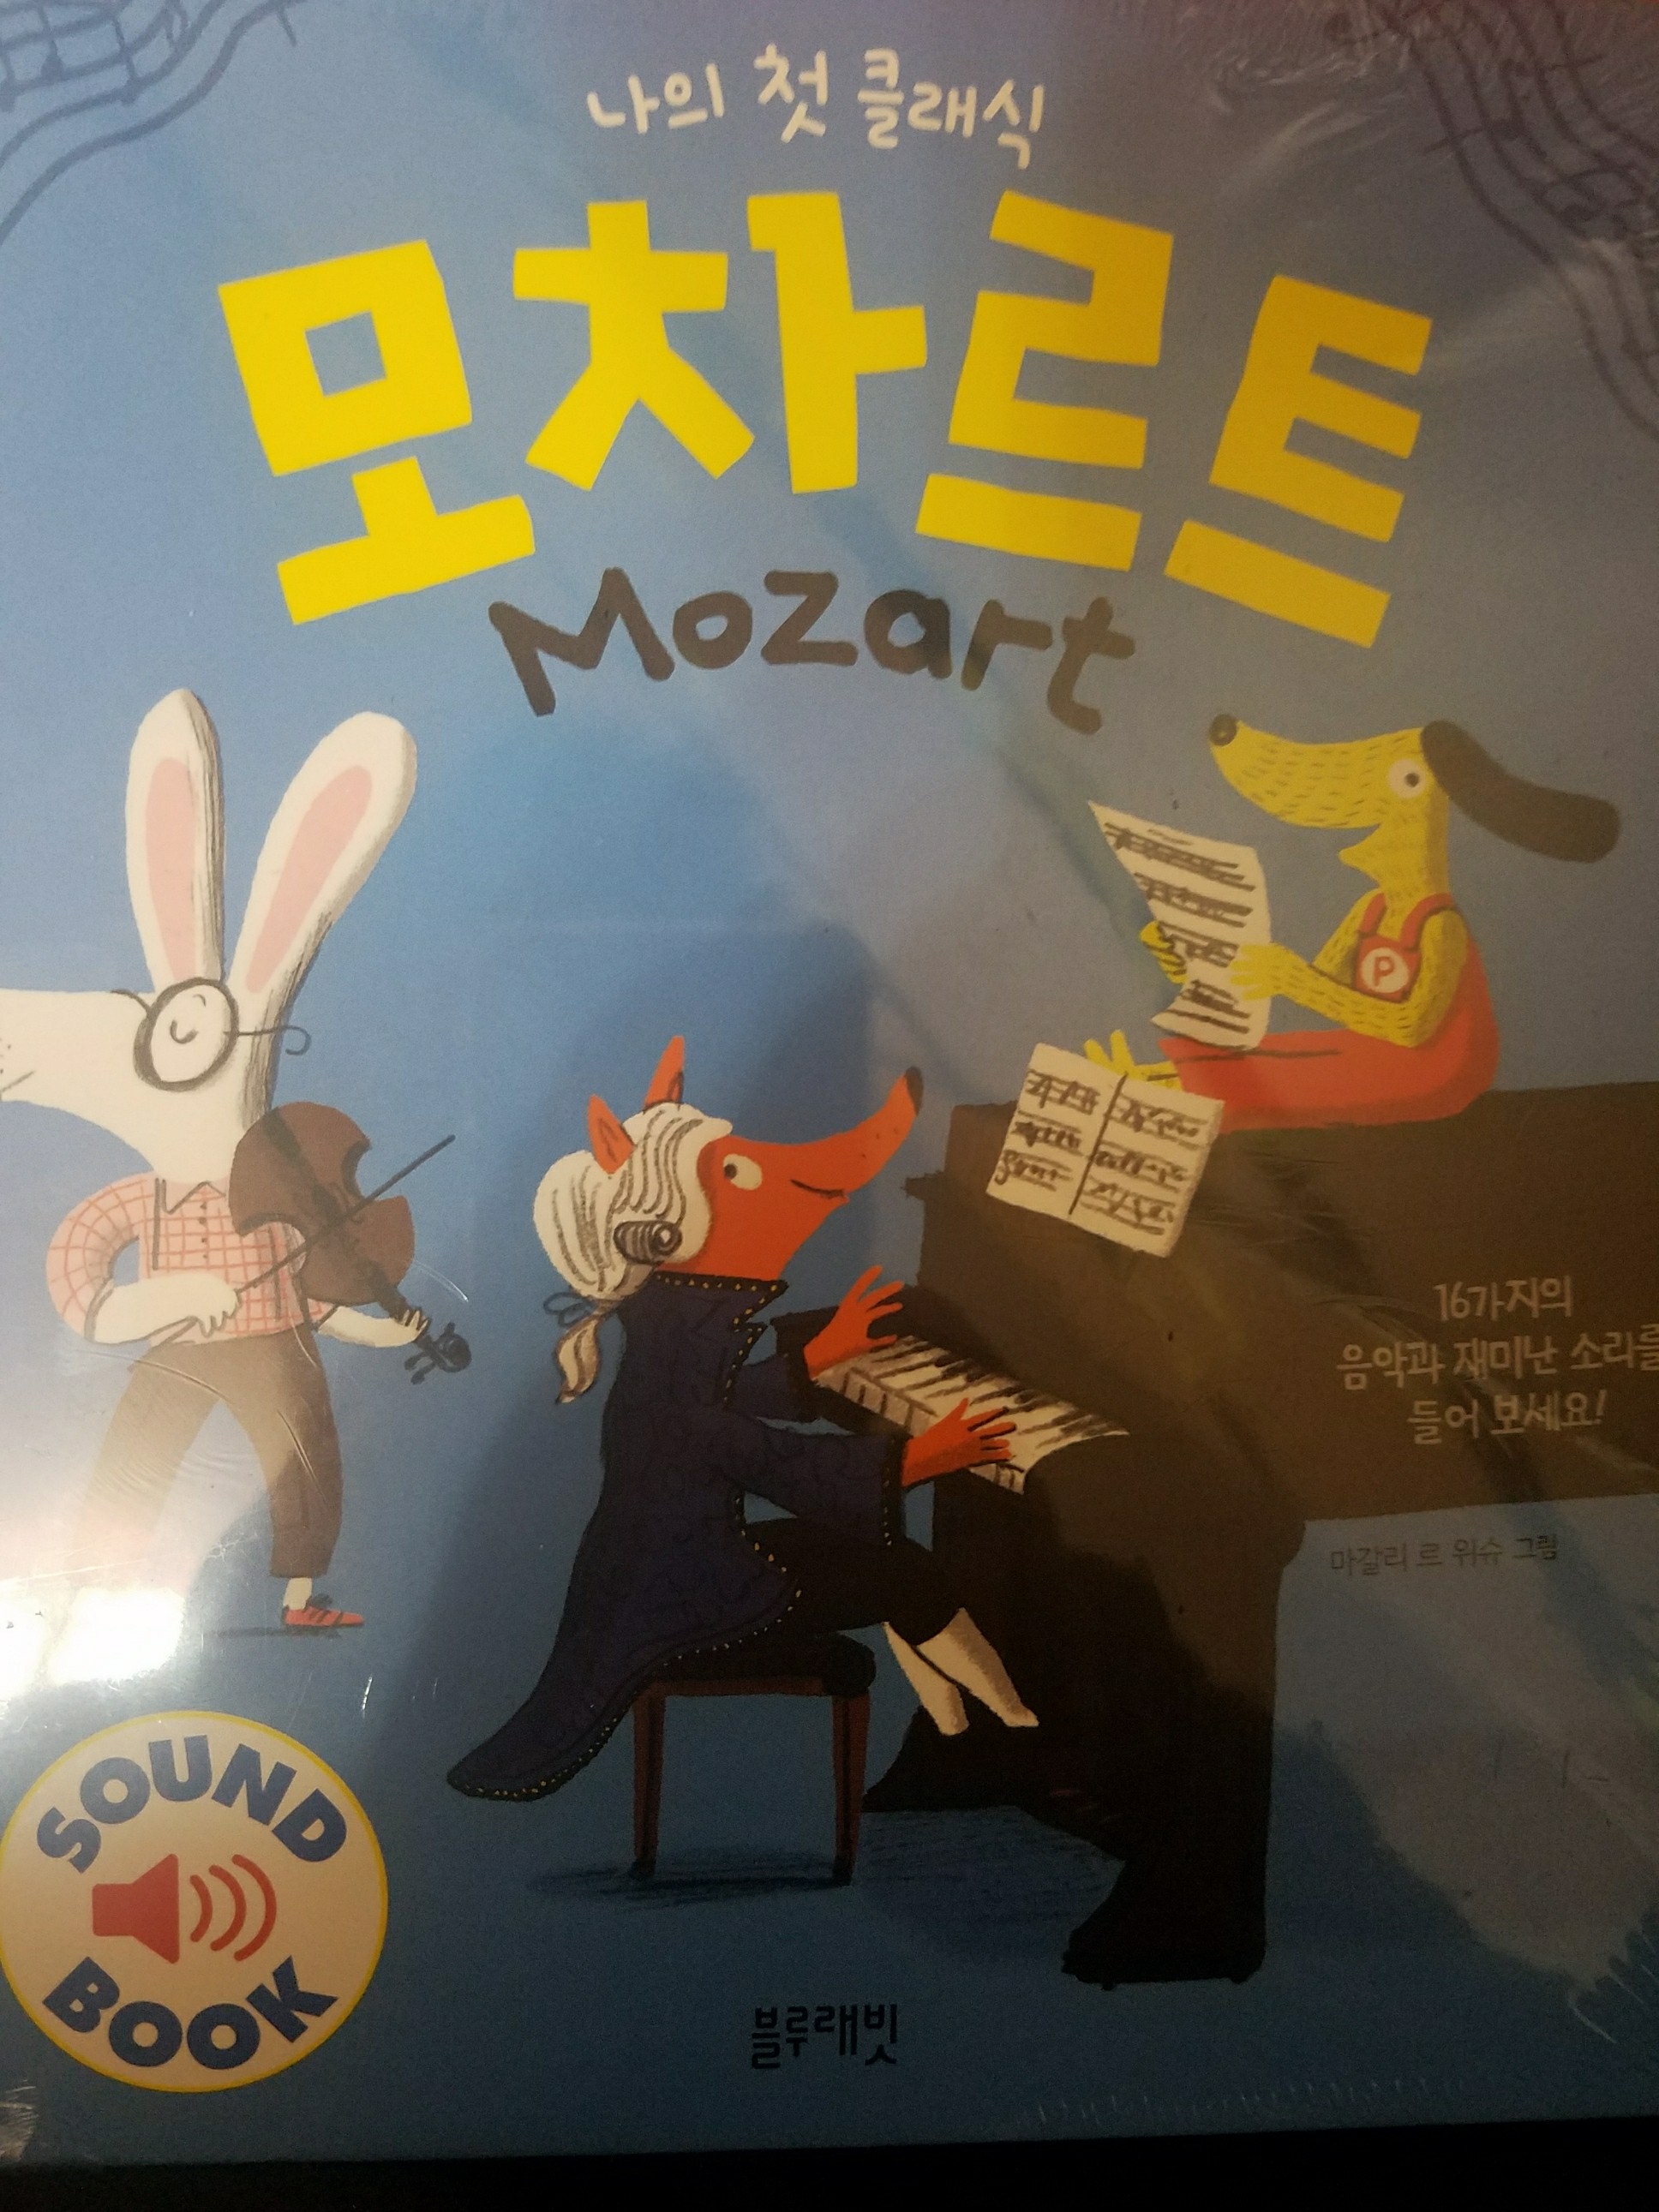 나의 첫 클래식
모차르트
Mozart
P
16가지의
음악과 재미난 소리를
들어 보세요!
마갈리 르 위슈 그림
SOUND
BOOK
블루래빗